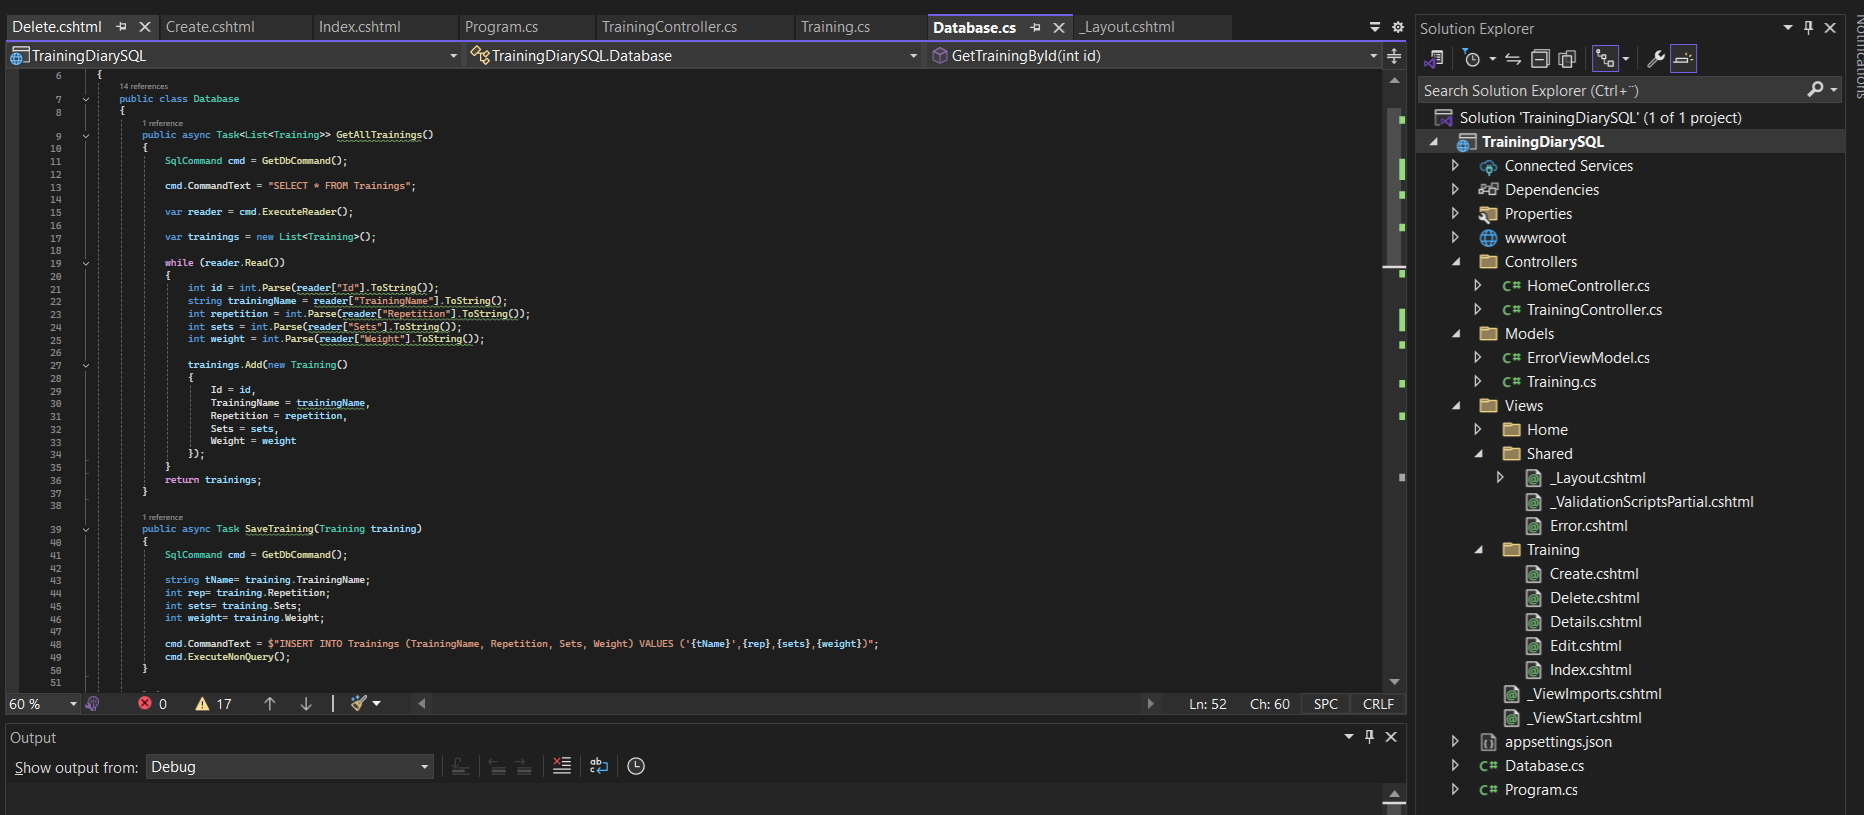 Delete.cshtml
Create.cshtml
Index.cshtml
Program.cs
TrainingController.cs
Training.cs
Database.cs
_Layout.cshtml
TrainingDiarySQL
TrainingDiarySQL.Database
GetTrainingById(int id)
6 {
14 references
7 public class Database
8 {
1 reference
9 public async Task<List<Training>> GetAllTrainings()
10 {
11 SqlCommand cmd = GetDbCommand();
12
13 cmd.CommandText = "SELECT * FROM Trainings";
14
15 var reader = cmd.ExecuteReader();
16
17 var trainings = new List<Training>();
18
19 while (reader.Read())
20 {
21 int id = int.Parse(reader["Id"].ToString());
22 string trainingName = reader["TrainingName"].ToString();
23 int repetition = int.Parse(reader["Repetition"].ToString());
24 int sets = int.Parse(reader["Sets"].ToString());
25 int weight = int.Parse(reader["Weight"].ToString());
26
27 trainings.Add(new Training()
28 {
29 Id = id,
30 TrainingName = trainingName,
31 Repetition = repetition,
32 Sets = sets,
33 Weight = weight
34 });
35 }
36 return trainings;
37 }
38
1 reference
39 public async Task SaveTraining(Training training)
40 {
41 SqlCommand cmd = GetDbCommand();
42
43 string tName= training.TrainingName;
44 int rep= training.Repetition;
45 int sets= training.Sets;
46 int weight= training.Weight;
47
48 cmd.CommandText = $"INSERT INTO Trainings (TrainingName, Repetition, Sets, Weight) VALUES ('{tName}',{rep},{sets},{weight})";
49 cmd.ExecuteNonQuery();
50 }
51
60 %
0
17
Ln: 52
Ch: 60
SPC
CRLF
Output
Show output from:
Debug
Solution Explorer
Search Solution Explorer (Ctrl+¨)
Solution 'TrainingDiarySQL' (1 of 1 project)
TrainingDiarySQL
Connected Services
Dependencies
Properties
wwwroot
Controllers
C# HomeController.cs
C# TrainingController.cs
Models
C# ErrorViewModel.cs
C# Training.cs
Views
Home
Shared
_Layout.cshtml
_ValidationScriptsPartial.cshtml
Error.cshtml
Training
Create.cshtml
Delete.cshtml
Details.cshtml
Edit.cshtml
Index.cshtml
_ViewImports.cshtml
_ViewStart.cshtml
appsettings.json
C# Database.cs
C# Program.cs
Notifications